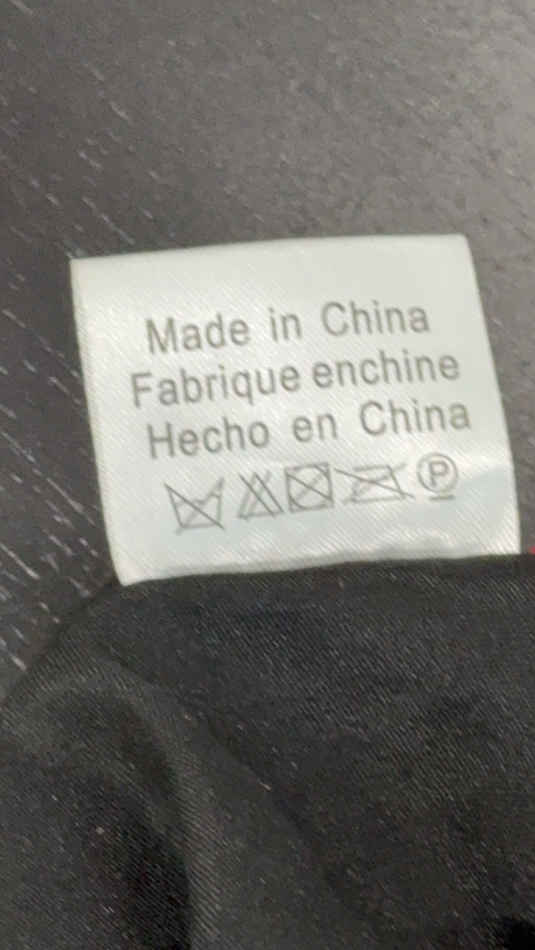 Made in China
Fabrique enchine
Hecho en China
P